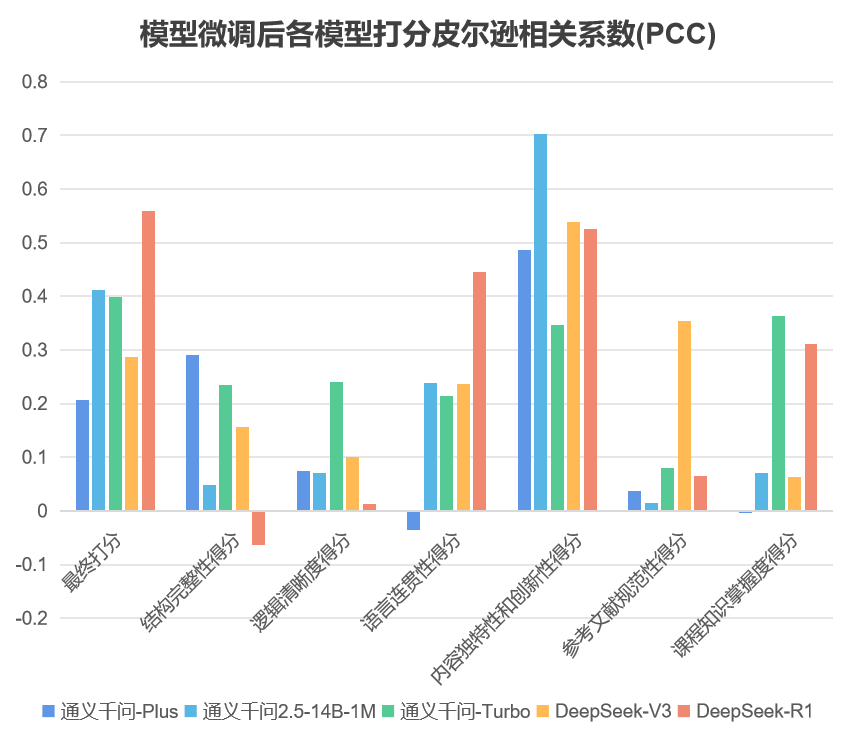 模型微调后各模型打分皮尔逊相关系数(PCC)
0.8
0.7
0.6
0.5
0.4
0.3
0.2
0.1
0
-0.1
-0.2
最终打分
结构完整性得分
逻辑清晰度得分
语言连贯性得分
内容独特性和创新性得分
参考文献规范性得分
课程知识掌握度得分
通义千问-Plus 通义千问2.5-14B-1M 通义千问-Turbo DeepSeek-V3 DeepSeek-R1